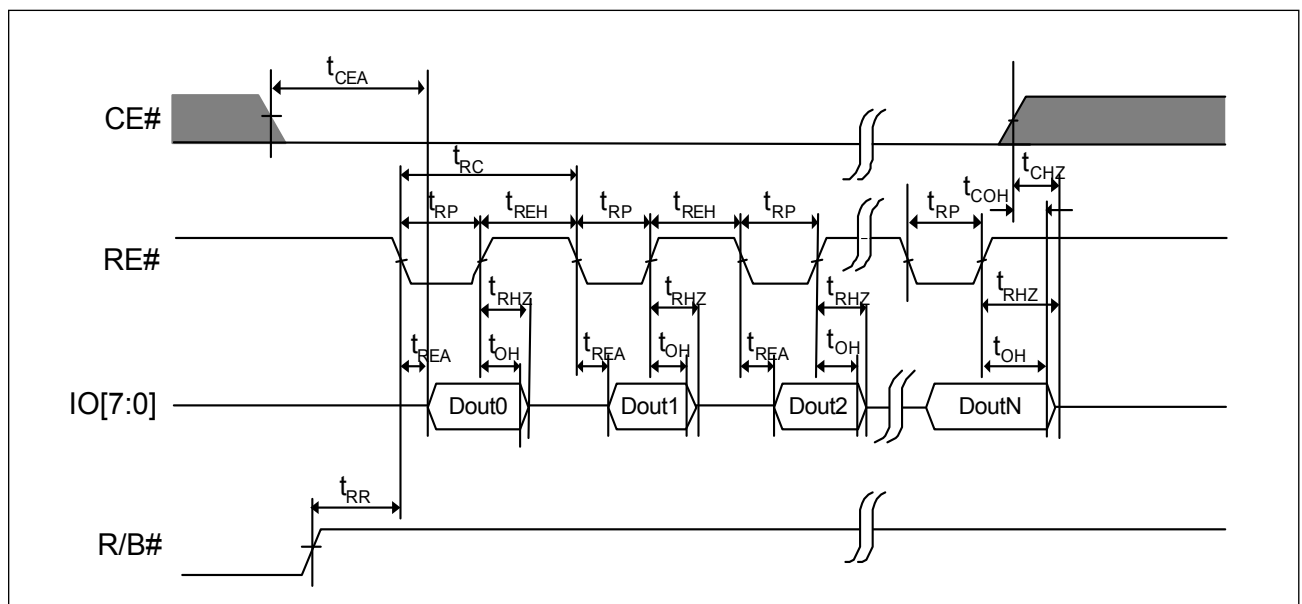 tCEA
CE#
tRC
tCHZ
tCOH
tRP tREH tRP tREH tRP tRP
RE#
tRHZ tRHZ tRHZ tRHZ
tREA tOH tREA tOH tREA tOH tOH
IO[7:0] Dout0 Dout1 Dout2 DoutN
tRR
R/B#